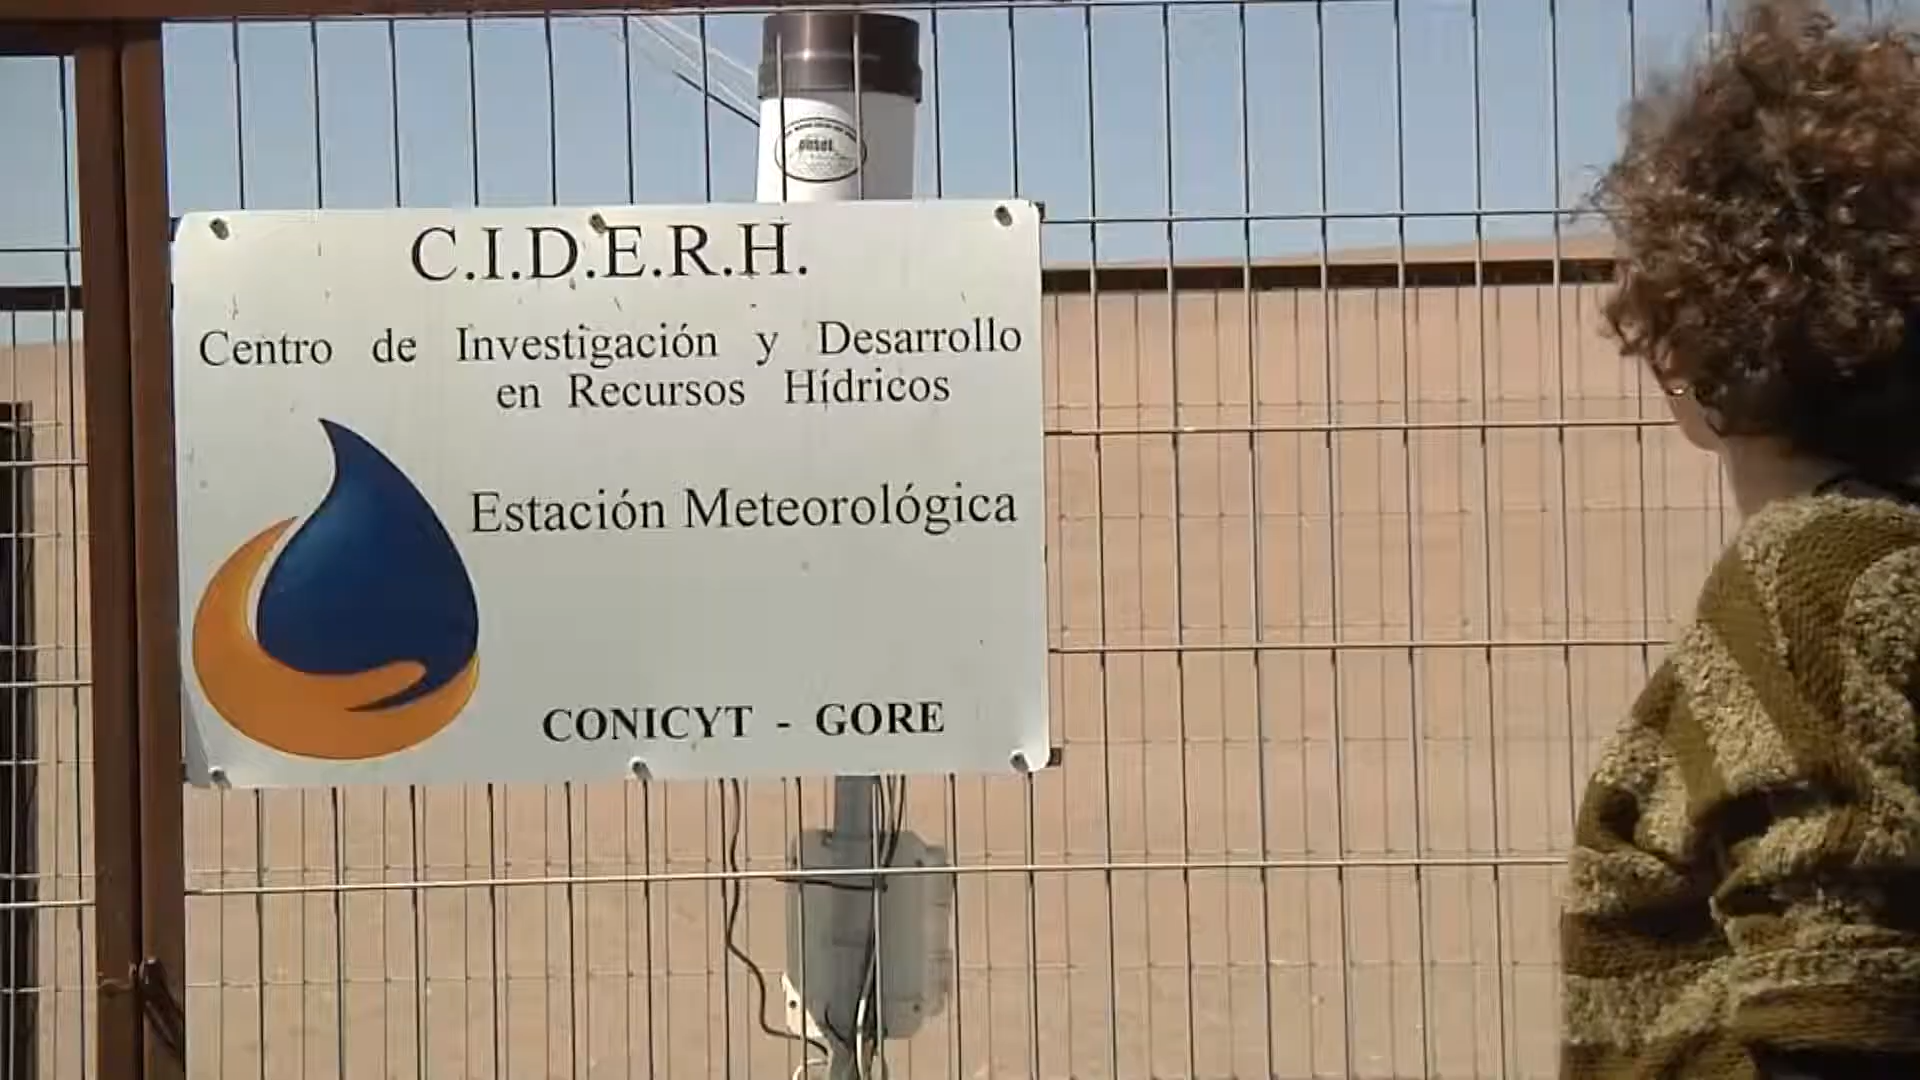 C.I.D.E.R.H.
Centro de Investigación y Desarrollo
en Recursos Hídricos
Estación Meteorológica
CONICYT - GORE